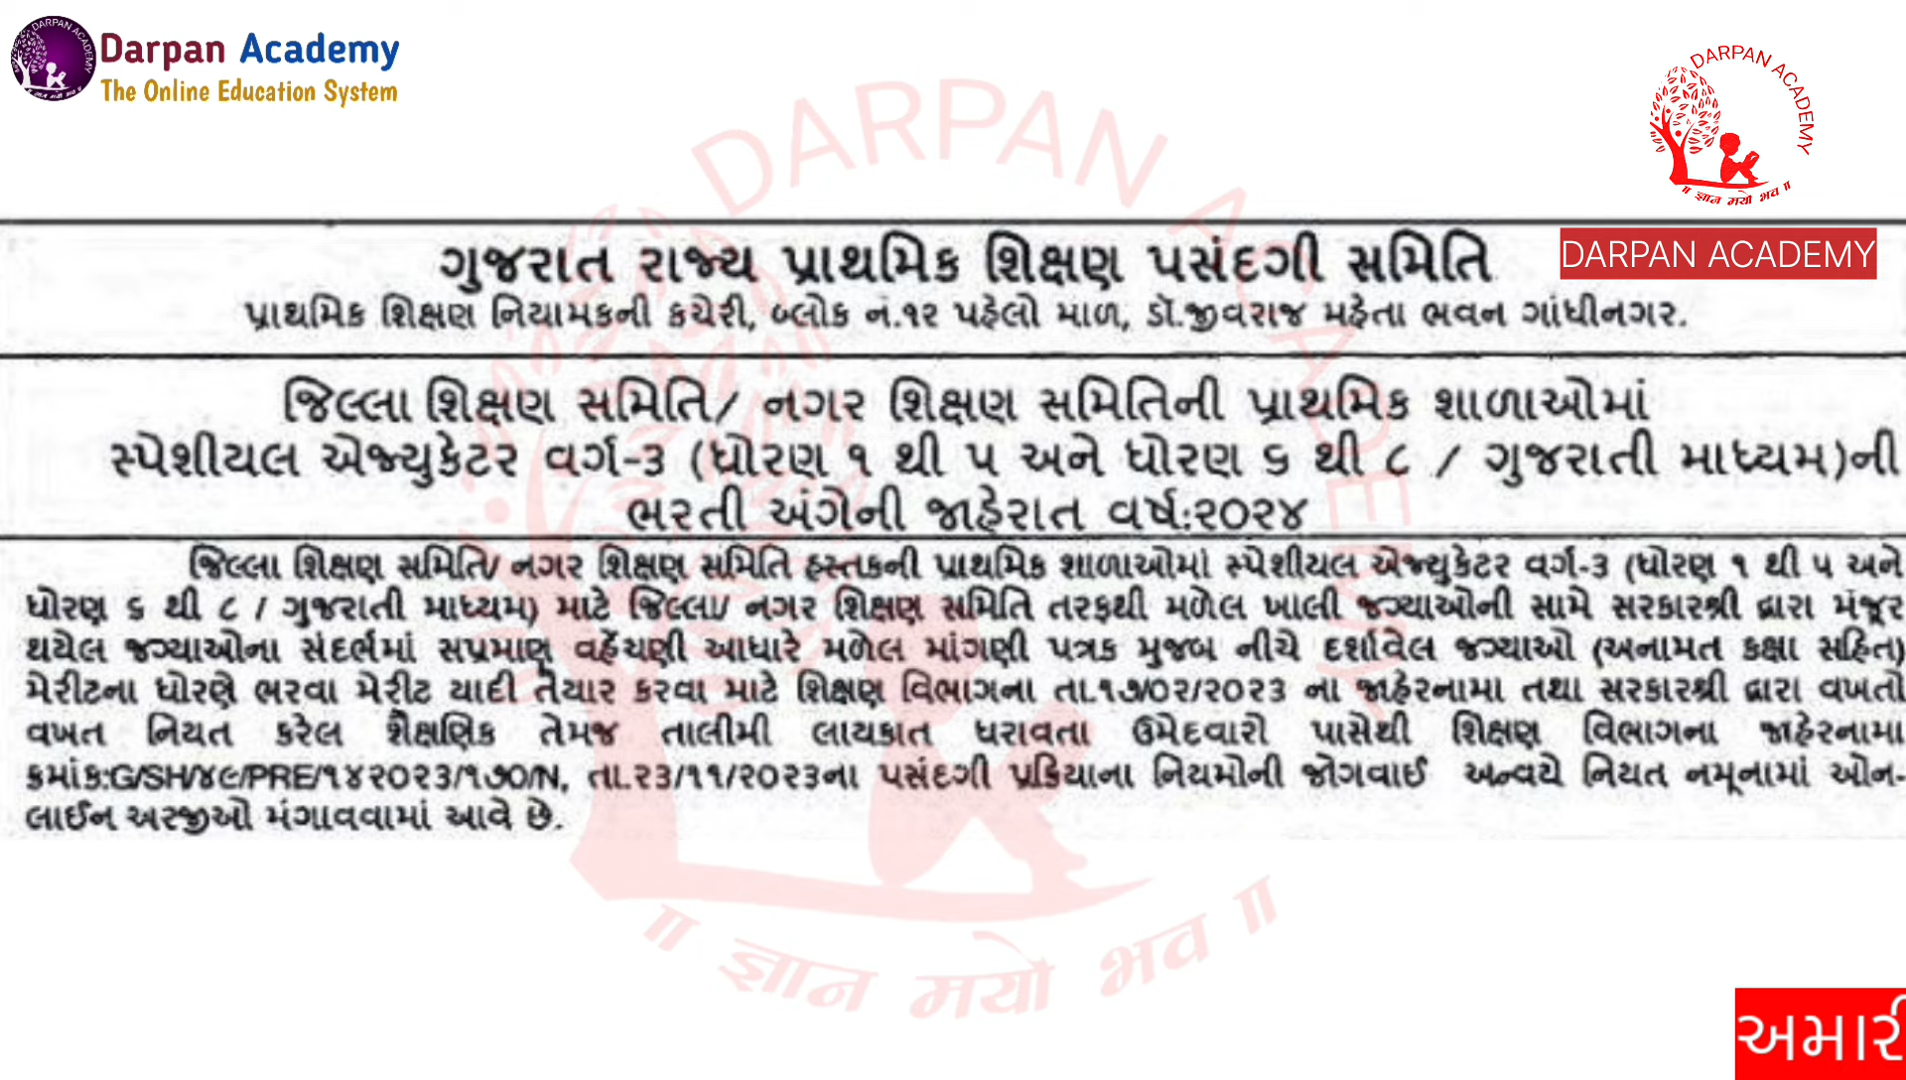 DARPAN ACADEMY
Darpan Academy
The Online Education System
DARPAN ACADEMY
॥ ज्ञान मयो भव ॥
DARPAN ACADEMY
ગુજરાત રાજ્ય પ્રાથમિક શિક્ષણ પસંદગી સમિતિ
પ્રાથમિક શિક્ષણ નિયામકની કચેરી, બ્લોક નં.૧૨ પહેલો માળ, ડૉ.જીવરાજ મહેતા ભવન ગાંધીનગર.
જિલ્લા શિક્ષણ સમિતિ/ નગર શિક્ષણ સમિતિની પ્રાથમિક શાળાઓમાં
સ્પેશીયલ એજ્યુકેટર વર્ગ-૩ (ધોરણ ૧ થી ૫ અને ધોરણ ૬ થી ૮ / ગુજરાતી માધ્યમ)ની
ભરતી અંગેની જાહેરાત વર્ષ:૨૦૨૪
જિલ્લા શિક્ષણ સમિતિ/ નગર શિક્ષણ સમિતિ હસ્તકની પ્રાથમિક શાળાઓમાં સ્પેશીયલ એજ્યુકેટર વર્ગ-૩ (ધોરણ ૧ થી ૫ અને
ધોરણ ૬ થી ૮ / ગુજરાતી માધ્યમ) માટે જિલ્લા/ નગર શિક્ષણ સમિતિ તરફથી મળેલ ખાલી જગ્યાઓની સામે સરકારશ્રી દ્વારા મંજૂર
થયેલ જગ્યાઓના સંદર્ભમાં સપ્રમાણ વહેંચણી આધારે મળેલ માંગણી પત્રક મુજબ નીચે દર્શાવેલ જગ્યાઓ (અનામત કક્ષા સહિત)
મેરીટના ધોરણે ભરવા મેરીટ યાદી તૈયાર કરવા માટે શિક્ષણ વિભાગના તા.૧૭/૦૨/૨૦૨૩ ના જાહેરનામા તથા સરકારશ્રી દ્વારા વખતો
વખત નિયત કરેલ શૈક્ષણિક તેમજ તાલીમી લાયકાત ધરાવતા ઉમેદવારો પાસેથી શિક્ષણ વિભાગના જાહેરનામા
ક્રમાંક:G/SH/૪૯/PRE/૧૪૨૦૨૩/૧૭૦/N, તા.૨૩/૧૧/૨૦૨૩ના પસંદગી પ્રક્રિયાના નિયમોની જોગવાઈ અન્વયે નિયત નમૂનામાં ઓન-
લાઈન અરજીઓ મંગાવવામાં આવે છે.
DARPAN ACADEMY
॥ ज्ञान मयो भव ॥
અમારી